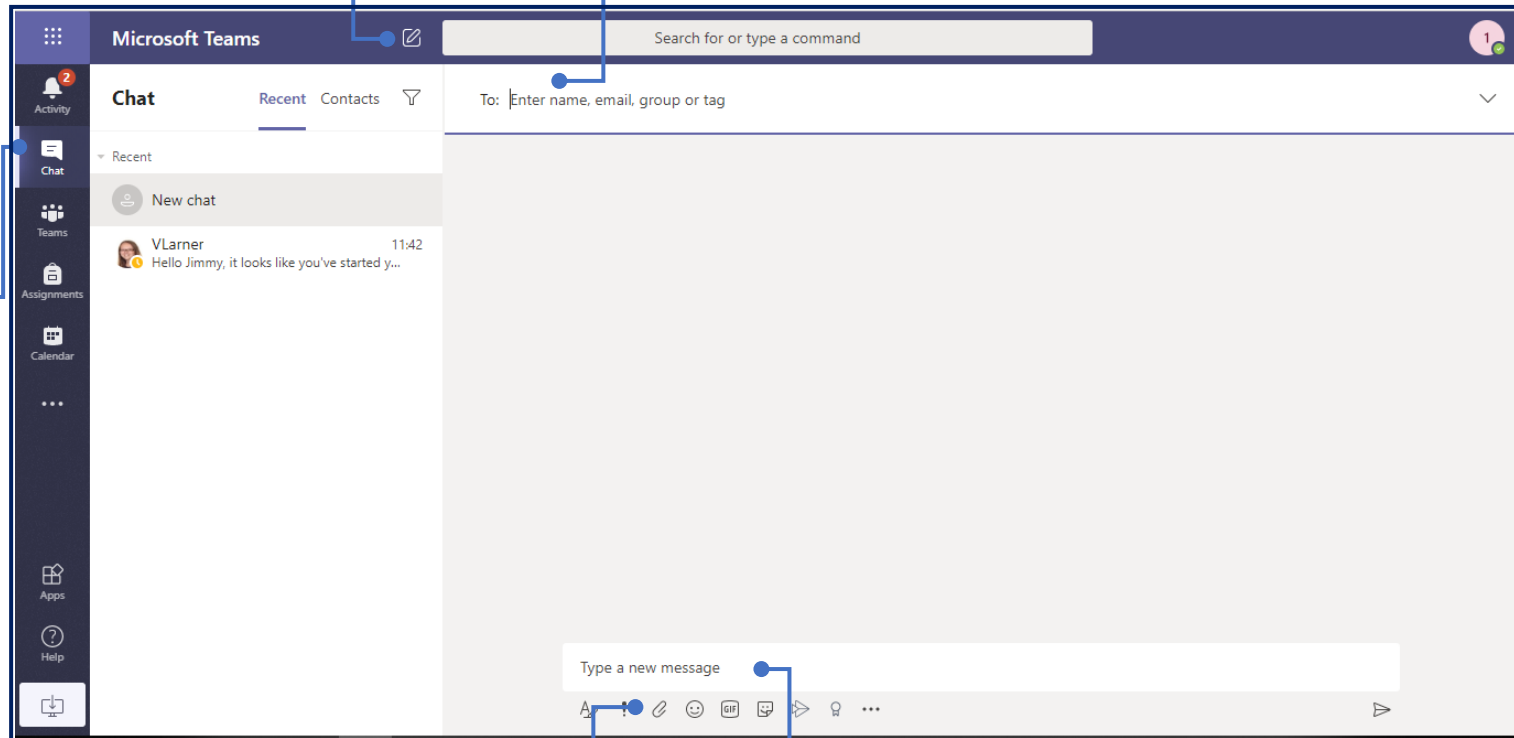 Microsoft Teams
Search for or type a command
1
2
Activity
Chat
Teams
Assignments
Calendar
Apps
Help
Chat Recent Contacts
Recent
New chat
VLarner 11:42
Hello Jimmy, it looks like you've started y...
To: Enter name, email, group or tag
Type a new message
GIF